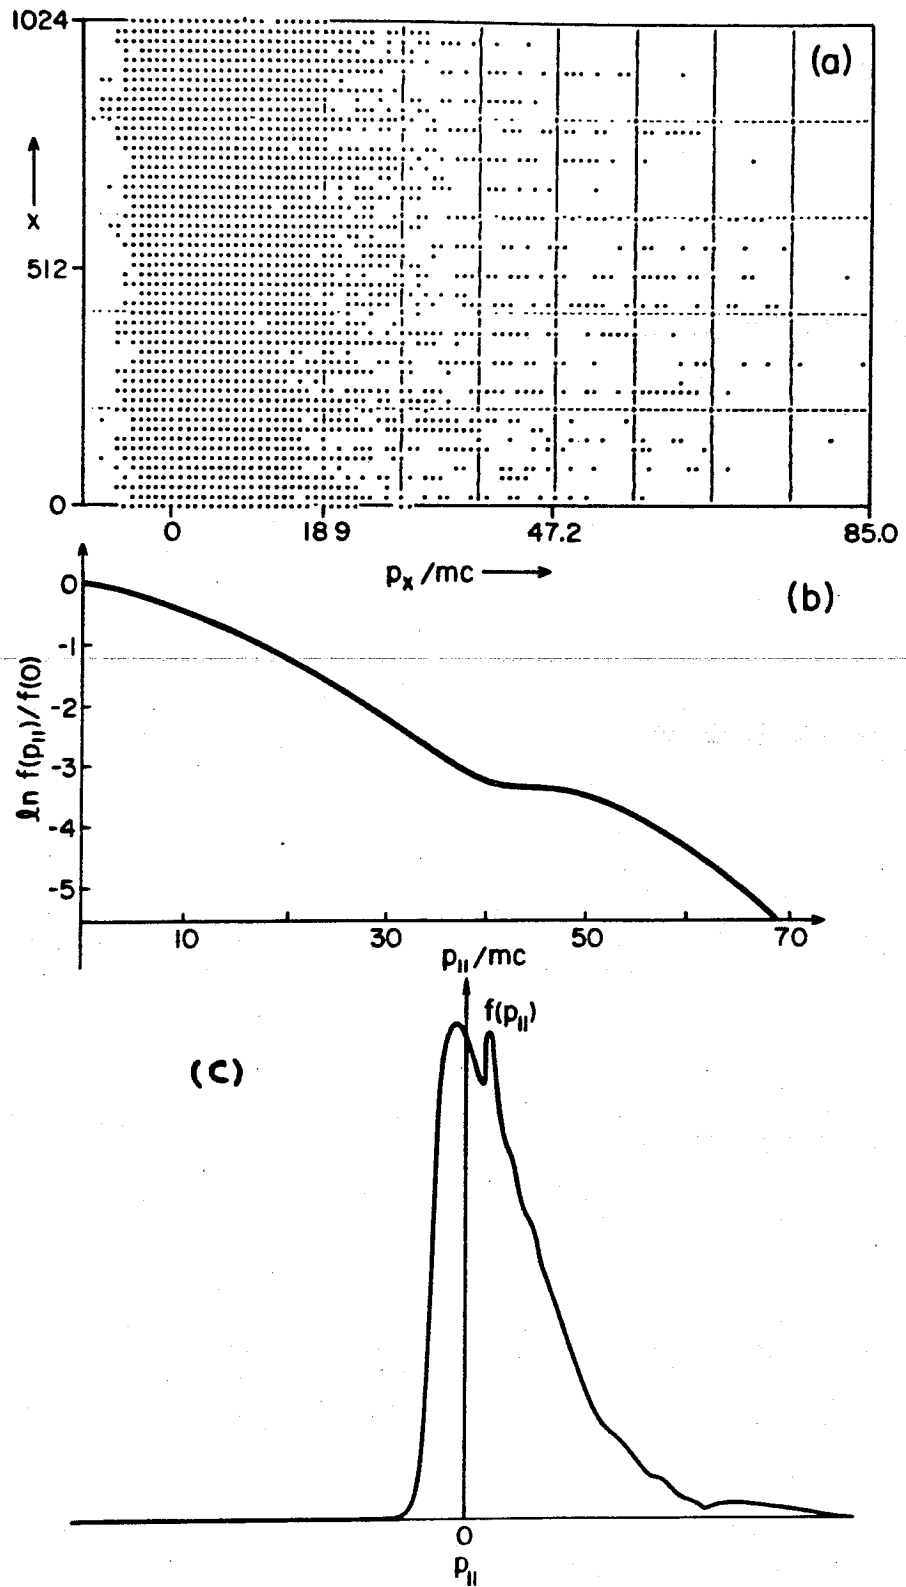 1024
(a)
x
512
0
0 18 9 47.2 85.0
p_x /mc
(b)
0
-1
-2
-3
-4
-5
ln f(p_||)/f(0)
10 30 50 70
p_||/mc
f(p_||)
(C)
0
p_||